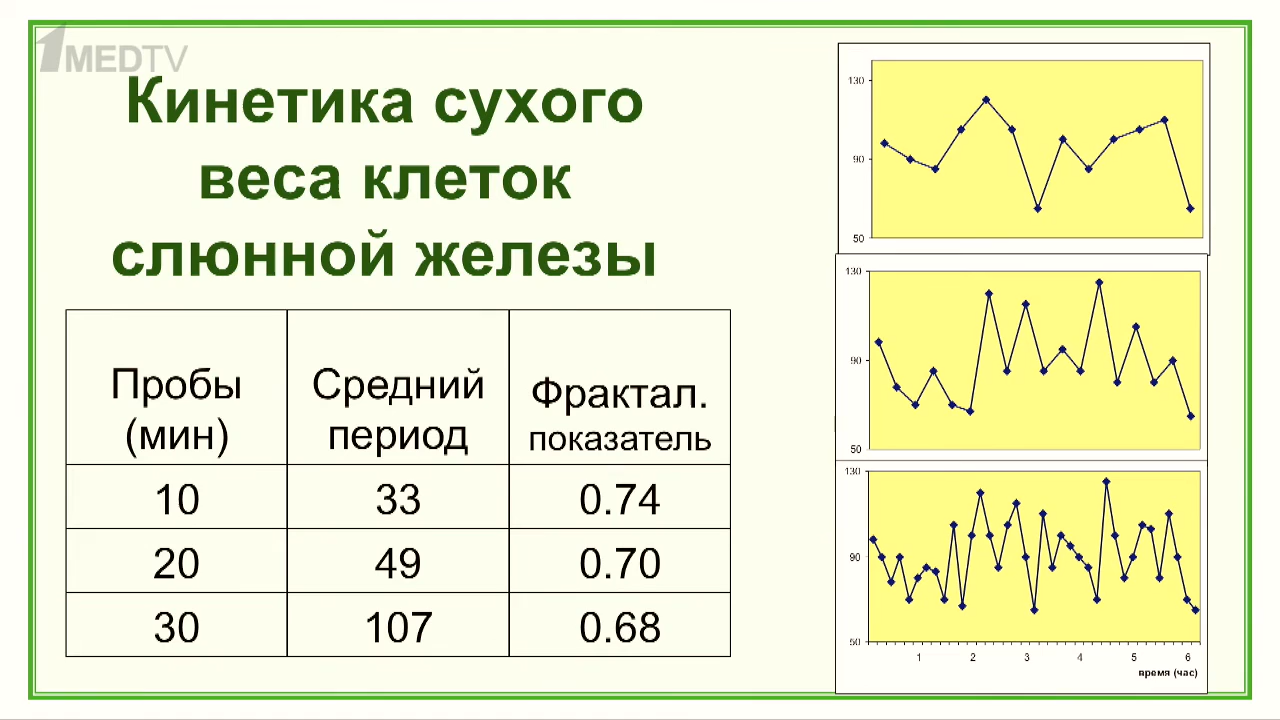 1MEDTV
Кинетика сухого
веса клеток
слюнной железы
Пробы
(мин)
Средний
период
Фрактал.
показатель
10 33 0.74
20 49 0.70
30 107 0.68
130
90
50
130
90
50
130
90
50
1 2 3 4 5 6
время (час)